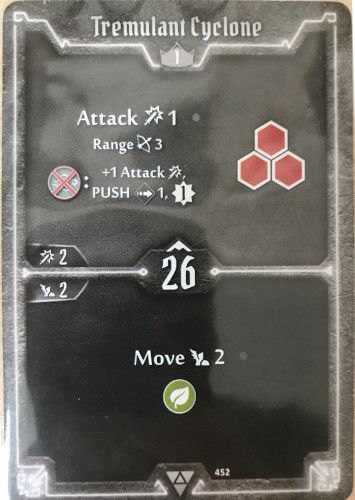 Tremulant Cyclone
1
Attack 1
Range 3
: +1 Attack ,
PUSH 1, 1
2
26
2
Move 2
452